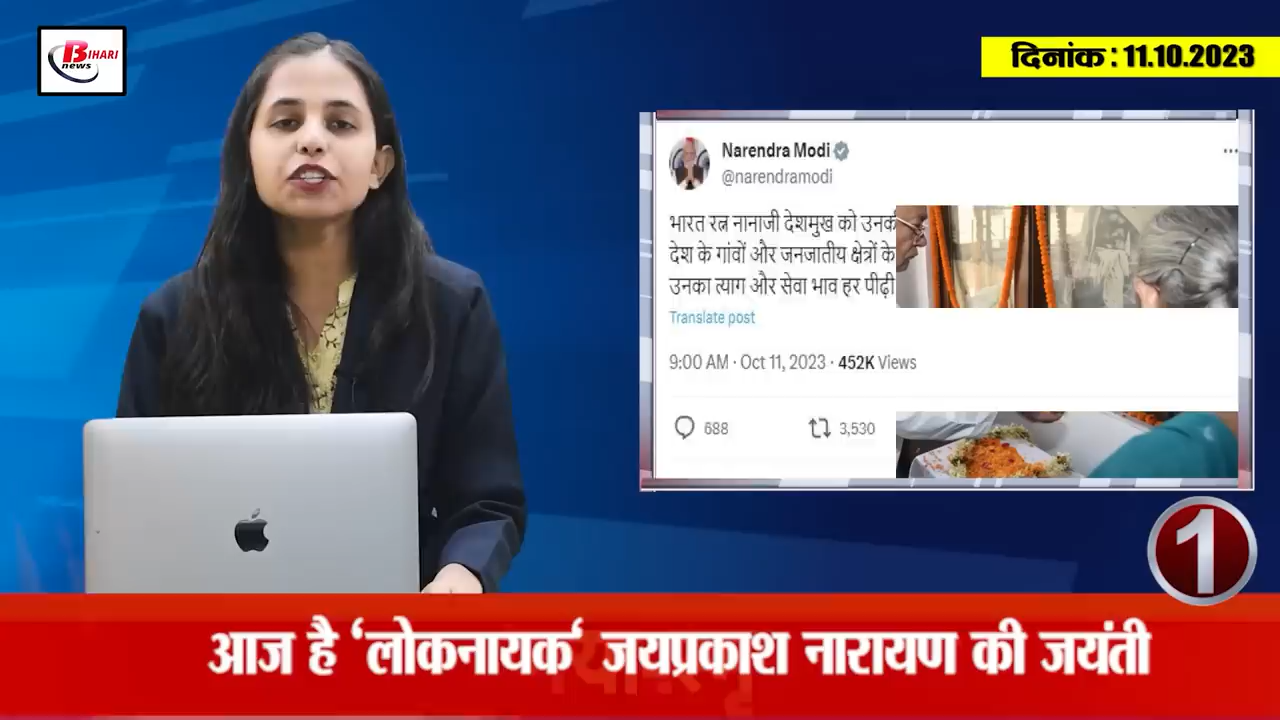 BIHARI
news
दिनांक : 11.10.2023
Narendra Modi
@narendramodi
भारत रत्न नानाजी देशमुख को उनकी
देश के गांवों और जनजातीय क्षेत्रों के
उनका त्याग और सेवा भाव हर पीढ़ी
Translate post
9:00 AM · Oct 11, 2023 · 452K Views
688 3,530
1
आज है ‘लोकनायक‘ जयप्रकाश नारायण की जयंती